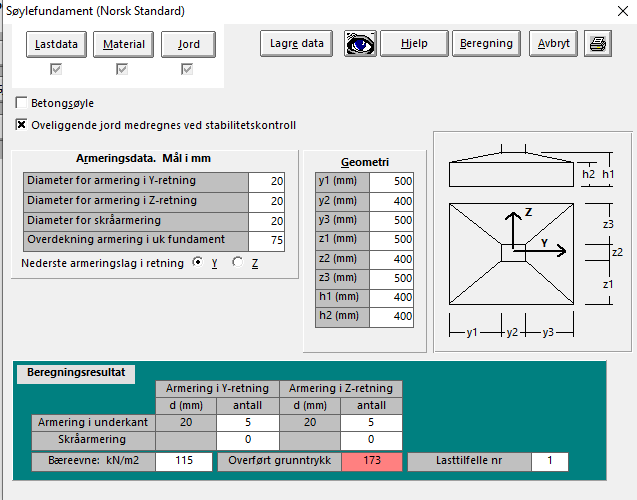 Søylefundament (Norsk Standard)
Lastdata Material Jord Lagre data Hjelp Beregning Avbryt
Betongsøyle
Oveliggende jord medregnes ved stabilitetskontroll
Armeringsdata. Mål i mm
Diameter for armering i Y-retning 20
Diameter for armering i Z-retning 20
Diameter for skråarmering 20
Overdekning armering i uk fundament 75
Nederste armeringslag i retning Y Z
Geometri
y1 (mm) 500
y2 (mm) 400
y3 (mm) 500
z1 (mm) 500
z2 (mm) 400
z3 (mm) 500
h1 (mm) 400
h2 (mm) 400
h2 h1
Z
z3
Y
z2
z1
y1 y2 y3
Beregningsresultat
Armering i Y-retning Armering i Z-retning
d (mm) antall d (mm) antall
Armering i underkant 20 5 20 5
Skråarmering 0 0
Bæreevne: kN/m2 115 Overført grunntrykk 173 Lasttilfelle nr 1